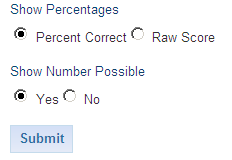 Show Percentages
Percent Correct Raw Score
Show Number Possible
Yes No
Submit